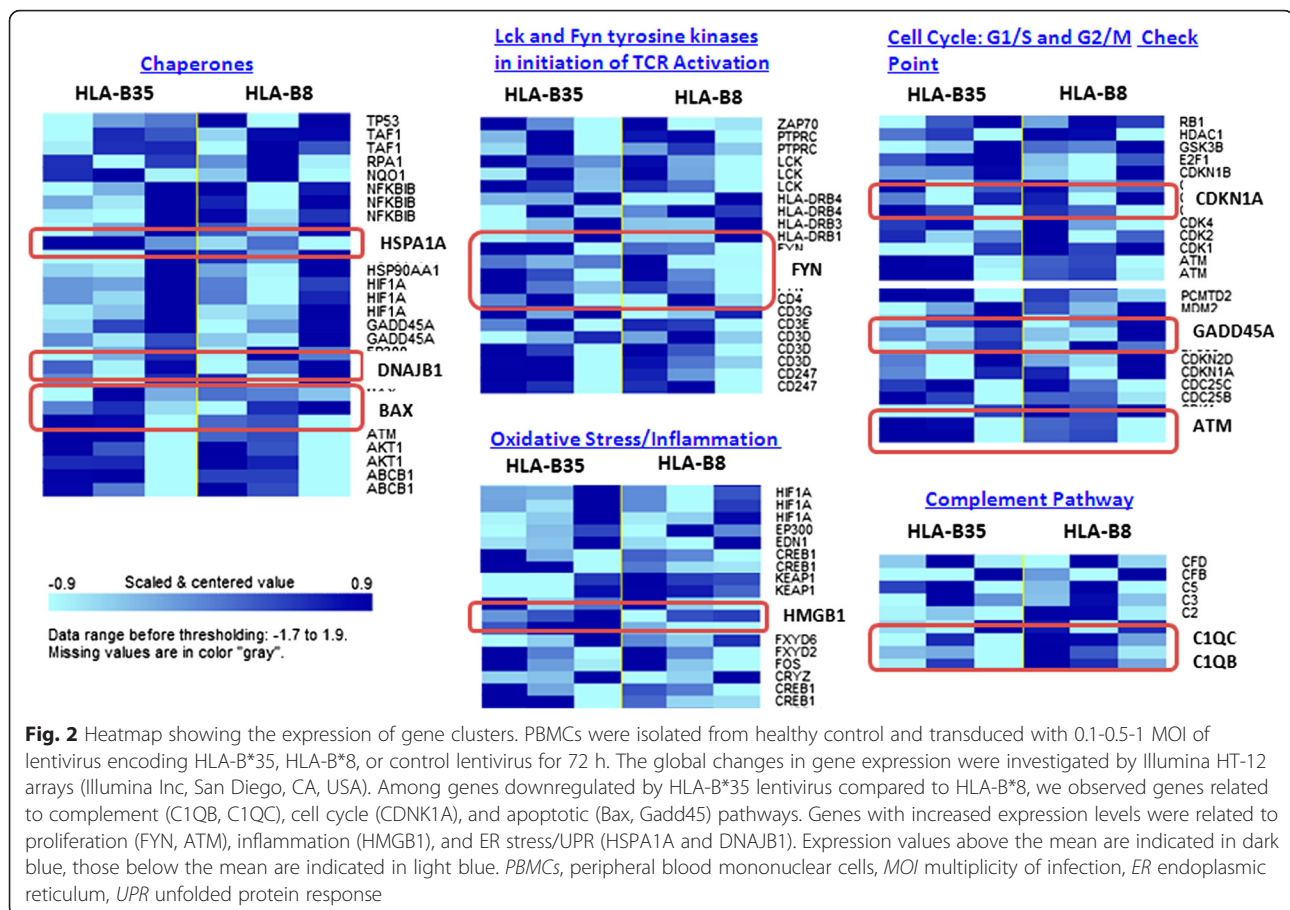 Chaperones
HLA-B35 HLA-B8
TP53
TAF1
TAF1
RPA1
NQO1
NFKBIB
NFKBIB
NFKBIB
HSPA1A
HSP90AA1
HIF1A
HIF1A
HIF1A
GADD45A
GADD45A
EP300
DNAJB1
BAX
BAX
ATM
AKT1
AKT1
ABCB1
ABCB1
-0.9 Scaled & centered value 0.9
Data range before thresholding: -1.7 to 1.9.
Missing values are in color "gray".
Lck and Fyn tyrosine kinases
in initiation of TCR Activation
HLA-B35 HLA-B8
ZAP70
PTPRC
PTPRC
LCK
LCK
LCK
HLA-DRB4
HLA-DRB4
HLA-DRB3
HLA-DRB1
FYN
FYN
CD4
CD3G
CD3E
CD3D
CD3D
CD3D
CD247
CD247
Oxidative Stress/Inflammation
HLA-B35 HLA-B8
HIF1A
HIF1A
HIF1A
EP300
EDN1
CREB1
CREB1
KEAP1
KEAP1
HMGB1
FXYD6
FXYD2
FOS
CRYZ
CREB1
CREB1
Cell Cycle: G1/S and G2/M Check
Point
HLA-B35 HLA-B8
RB1
HDAC1
GSK3B
E2F1
CDKN1B
CDKN1A
CDK4
CDK2
CDK1
ATM
ATM
PCMTD2
MDM2
GADD45A
CDKN2D
CDKN1A
CDC25C
CDC25B
ATM
Complement Pathway
HLA-B35 HLA-B8
CFD
CFB
C5
C3
C2
C1QC
C1QB
Fig. 2 Heatmap showing the expression of gene clusters. PBMCs were isolated from healthy control and transduced with 0.1-0.5-1 MOI of
lentivirus encoding HLA-B*35, HLA-B*8, or control lentivirus for 72 h. The global changes in gene expression were investigated by Illumina HT-12
arrays (Illumina Inc, San Diego, CA, USA). Among genes downregulated by HLA-B*35 lentivirus compared to HLA-B*8, we observed genes related
to complement (C1QB, C1QC), cell cycle (CDNK1A), and apoptotic (Bax, Gadd45) pathways. Genes with increased expression levels were related to
proliferation (FYN, ATM), inflammation (HMGB1), and ER stress/UPR (HSPA1A and DNAJB1). Expression values above the mean are indicated in dark
blue, those below the mean are indicated in light blue. PBMCs, peripheral blood mononuclear cells, MOI multiplicity of infection, ER endoplasmic
reticulum, UPR unfolded protein response